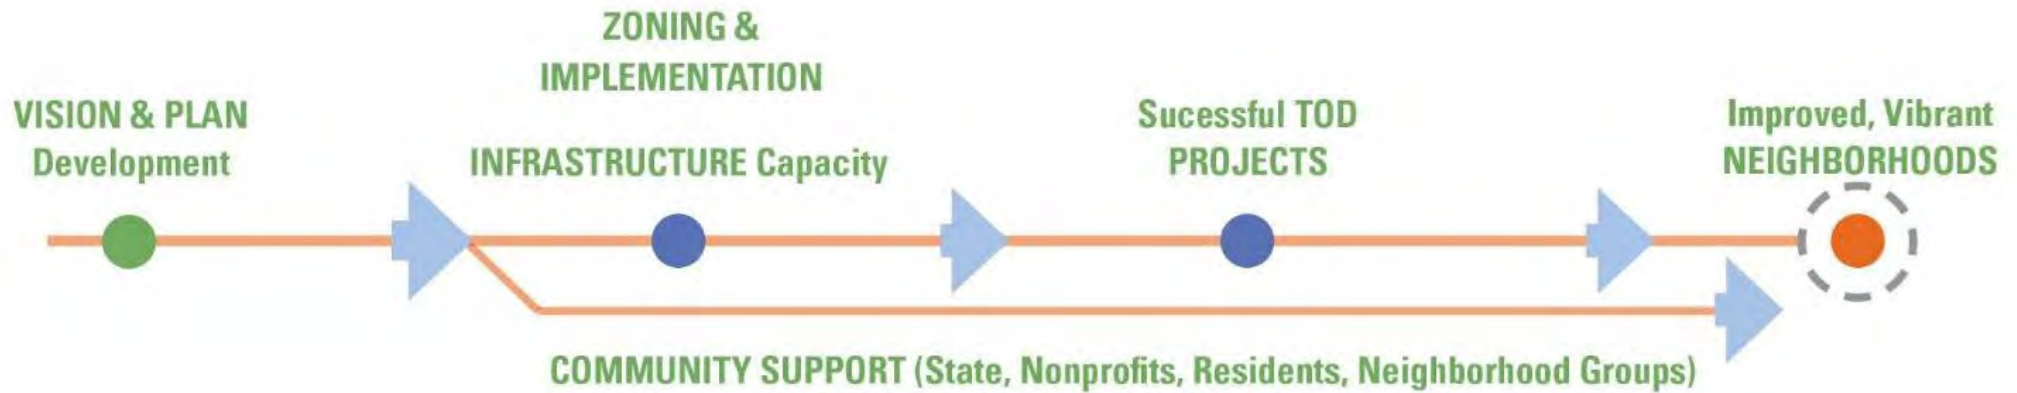 VISION & PLAN
Development
ZONING &
IMPLEMENTATION
INFRASTRUCTURE Capacity
Sucessful TOD
PROJECTS
Improved, Vibrant
NEIGHBORHOODS
COMMUNITY SUPPORT (State, Nonprofits, Residents, Neighborhood Groups)